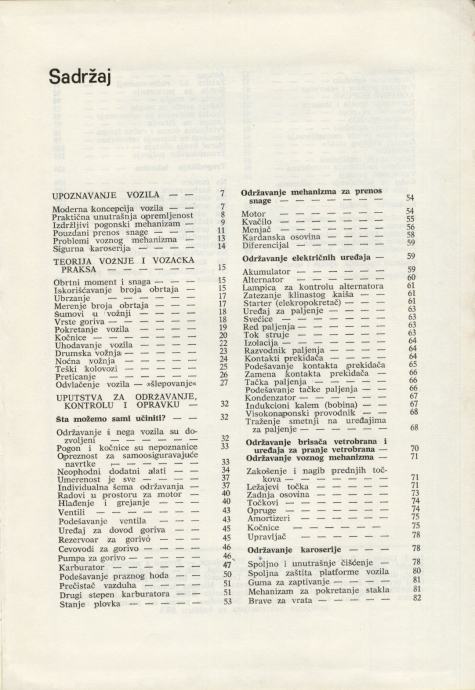 Sadržaj
UPOZNAVANJE VOZILA — — 7
Moderna koncepcija vozila — — 7
Praktična unutrašnja opremljenost 8
Izdržljivi pogonski mehanizam — 9
Pouzdani prenos snage — — — 11
Problemi voznog mehanizma — 13
Sigurna karoserija — — — — 14
TEORIJA VOŽNJE I VOZACKA
PRAKSA — — — — — — 15
Obrtni moment i snaga — — — 15
Iskorišćavanje broja obrtaja — — 17
Ubrzanje — — — — — — — 17
Merenje broja obrtaja — — — 18
Sumovi u vožnji — — — — — 18
Vrste goriva — — — — — — 18
Pokretanje vozila — — — — 19
Kočnice — — — — — — — 20
Uhodavanje vozila — — — — 22
Drumska vožnja — — — — — 23
Noćna vožnja — — — — — — 24
Teški kolovozi — — — — — 25
Preticanje — — — — — — — 26
Odvlačenje vozila — »šlepovanje« 27
UPUTSTVA ZA ODRŽAVANJE,
KONTROLU I OPRAVKU — — 32
Šta možemo sami učiniti? — — 32
Održavanje i nega vozila su do-
zvoljeni — — — — — — 32
Pogon i kočnice su nepoznanice 33
Opreznost za samoosiguravajuće
navrtke — — — — — — 33
Neophodni dodatni alati — — 34
Umerenost je sve — — — — 37
Individualna šema održavanja — 37
Radovi u prostoru za motor — — 40
Hlađenje i grejanje — — — — 40
Ventili — — — — — — — 43
Podešavanje ventila — — — — 43
Uređaj za dovod goriva — — — 45
Rezervoar za gorivo — — — — 45
Cevovodi za gorivo — — — — 46
Pumpa za gorivo — — — — — 46
Karburator — — — — — — 47
Podešavanje praznog hoda — — 50
Prečistač vazduha — — — — 51
Drugi stepen karburatora — — 51
Stanje plovka — — — — — — 53
Održavanje mehanizma za prenos
snage — — — — — — — 54
Motor — — — — — — — 54
Kvačilo — — — — — — — 55
Menjač — — — — — — — 56
Kardanska osovina — — — — 58
Diferencijal — — — — — — 59
Održavanje električnih uređaja — 59
Akumulator — — — — — — 59
Alternator — — — — — — 60
Lampica za kontrolu alternatora 61
Zatezanje klinastog kaiša — — 61
Starter (elekropokretač) — — — 61
Uređaj za paljenje — — — — 63
Svećice — — — — — — — 63
Red paljenja — — — — — — 63
Tok struje — — — — — — 63
Izolacija — — — — — — — 64
Razvodnik paljenja — — — — 64
Kontakti prekidača — — — — 64
Podešavanje kontakta prekidača 65
Zamena kontakta prekidača — — 66
Tačka paljenja — — — — — 66
Podešavanje tačke paljenja — — 66
Kondenzator — — — — — — 67
Indukcioni kalem (bobina) — — 67
Visokonaponski provodnik — — 68
Traženje smetnji na uređajima
za paljenje — — — — — — 68
Održavanje brisača vetrobrana i
uređaja za pranje vetrobrana — 70
Održavanje voznog mehanizma — 71
Zakošenje i nagib prednjih toč-
kova — — — — — — — 71
Ležajevi točka — — — — — 71
Zadnja osovina — — — — — 73
Točkovi — — — — — — — 74
Opruge — — — — — — — 74
Amortizeri — — — — — — 75
Kočnice — — — — — — — 75
Upravljač — — — — — — 78
Održavanje karoserije — — — 78
Spoljno i unutrašnje čišćenje — 78
Spoljna zaštita platforme vozila 80
Guma za zaptivanje — — — — 81
Mehanizam za pokretanje stakla 81
Brave za vrata — — — — — 82